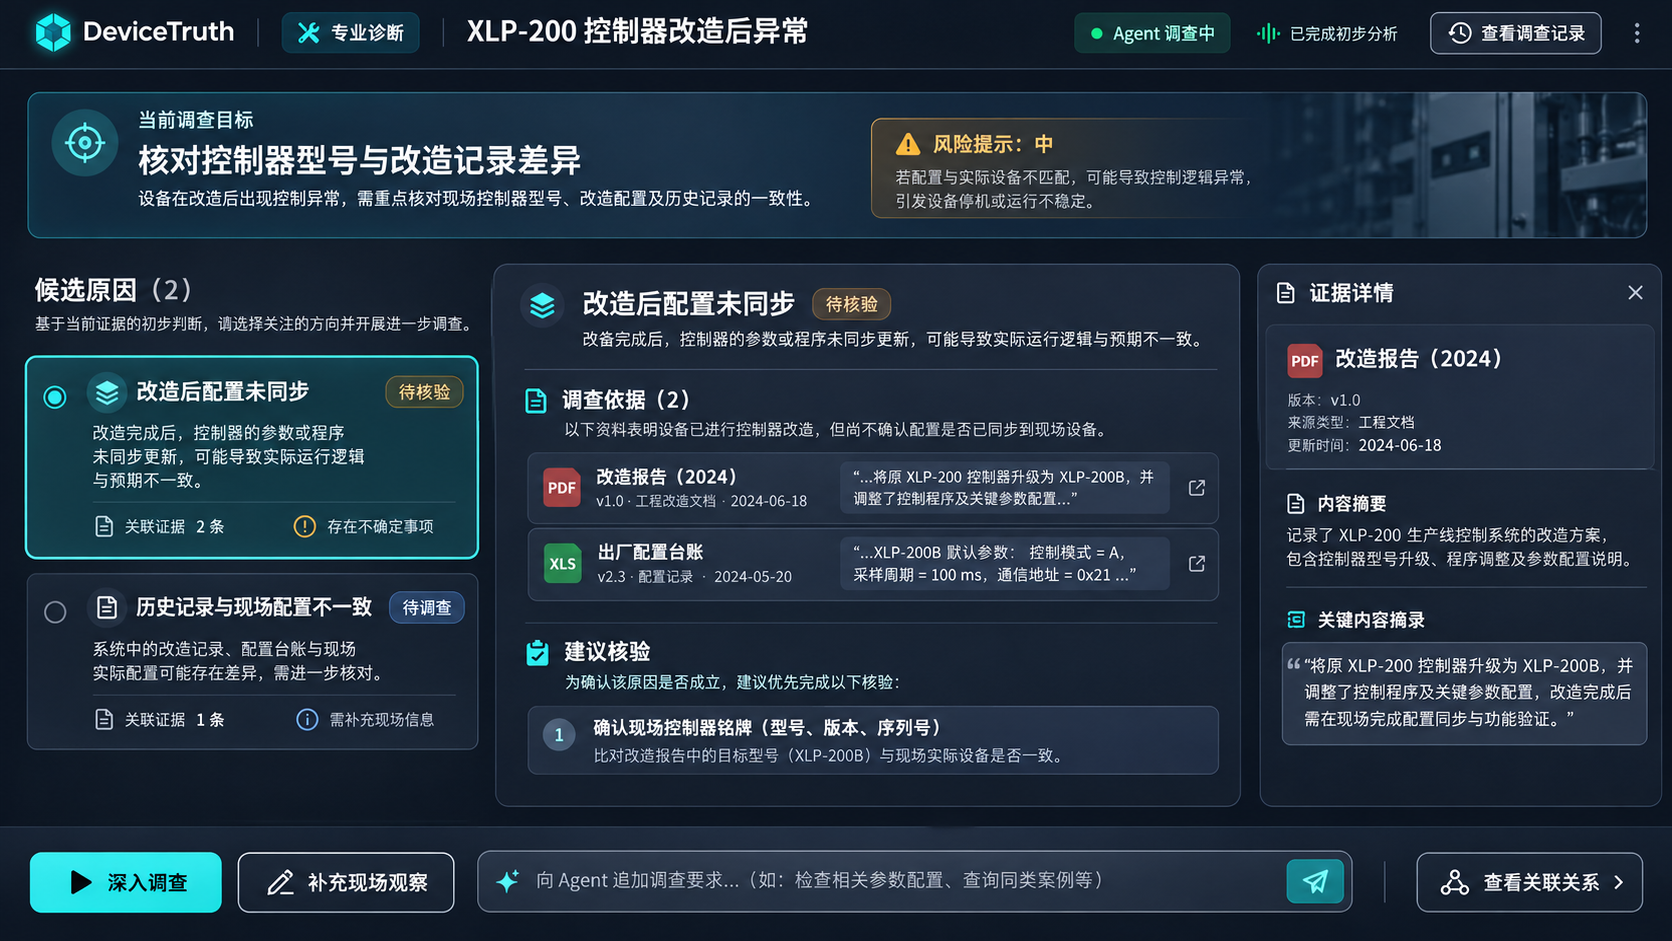 DeviceTruth
专业诊断
XLP-200 控制器改造后异常
Agent 调查中
已完成初步分析
查看调查记录
当前调查目标
核对控制器型号与改造记录差异
设备在改造后出现控制异常，需重点核对现场控制器型号、改造配置及历史记录的一致性。
风险提示：中
若配置与实际设备不匹配，可能导致控制逻辑异常，
引发设备停机或运行不稳定。
候选原因（2）
基于当前证据的初步判断，请选择关注的方向并开展进一步调查。
改造后配置未同步
待核验
改造完成后，控制器的参数或程序
未同步更新，可能导致实际运行逻辑
与预期不一致。
关联证据 2 条
存在不确定事项
历史记录与现场配置不一致
待调查
系统中的改造记录、配置台账与现场
实际配置可能存在差异，需进一步核对。
关联证据 1 条
需补充现场信息
改造后配置未同步
待核验
改备完成后，控制器的参数或程序未同步更新，可能导致实际运行逻辑与预期不一致。
调查依据（2）
以下资料表明设备已进行控制器改造，但尚不确认配置是否已同步到现场设备。
PDF
改造报告（2024）
v1.0 · 工程改造文档 · 2024-06-18
“...将原 XLP-200 控制器升级为 XLP-200B，并
调整了控制程序及关键参数配置...”
XLS
出厂配置台账
v2.3 · 配置记录 · 2024-05-20
“...XLP-200B 默认参数： 控制模式 = A，
采样周期 = 100 ms，通信地址 = 0x21 ...”
建议核验
为确认该原因是否成立，建议优先完成以下核验：
1
确认现场控制器铭牌（型号、版本、序列号）
比对改造报告中的目标型号（XLP-200B）与现场实际设备是否一致。
证据详情
PDF
改造报告（2024）
版本：v1.0
来源类型：工程文档
更新时间：2024-06-18
内容摘要
记录了 XLP-200 生产线控制系统的改造方案，
包含控制器型号升级、程序调整及参数配置说明。
关键内容摘录
“将原 XLP-200 控制器升级为 XLP-200B，并
调整了控制程序及关键参数配置，改造完成后
需在现场完成配置同步与功能验证。”
深入调查
补充现场观察
向 Agent 追加调查要求...（如：检查相关参数配置、查询同类案例等）
查看关联关系